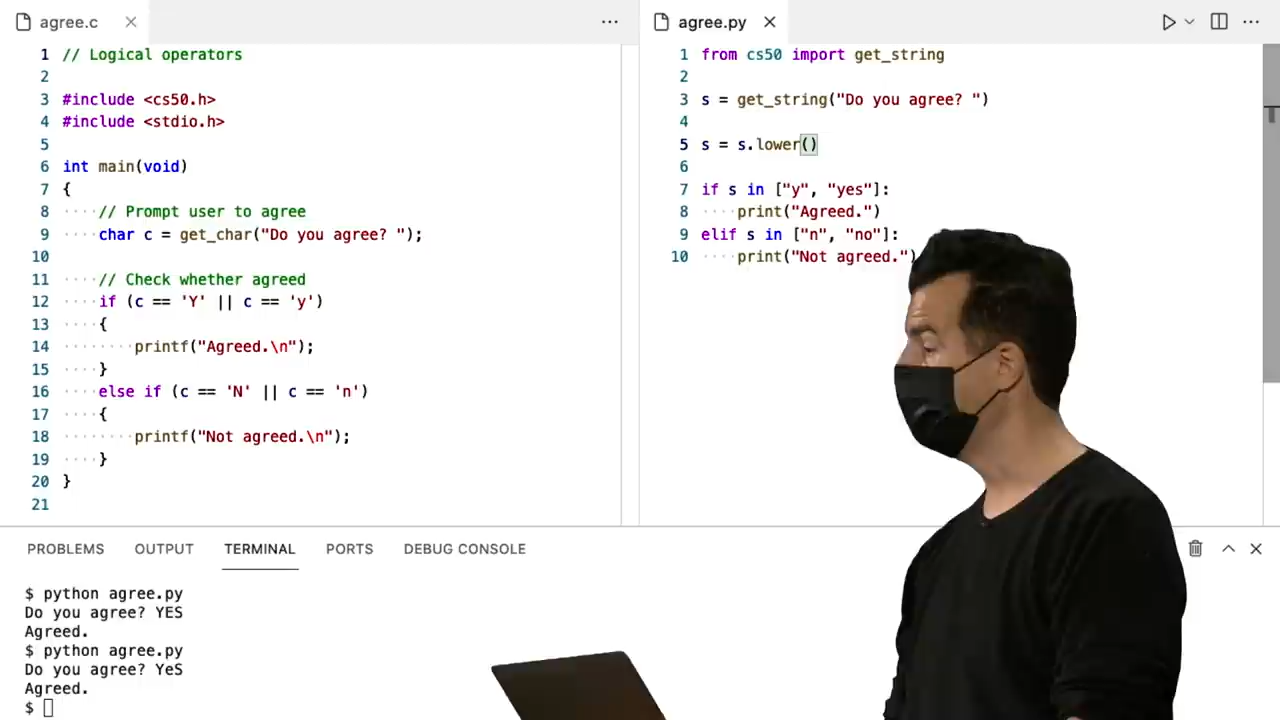 agree.c
agree.py
1 // Logical operators
2
3 #include <cs50.h>
4 #include <stdio.h>
5
6 int main(void)
7 {
8 ····// Prompt user to agree
9 ····char c = get_char("Do you agree? ");
10
11 ····// Check whether agreed
12 ····if (c == 'Y' || c == 'y')
13 ····{
14 ········printf("Agreed.\n");
15 ····}
16 ····else if (c == 'N' || c == 'n')
17 ····{
18 ········printf("Not agreed.\n");
19 ····}
20 }
21
1 from cs50 import get_string
2
3 s = get_string("Do you agree? ")
4
5 s = s.lower()
6
7 if s in ["y", "yes"]:
8 ····print("Agreed.")
9 elif s in ["n", "no"]:
10 ····print("Not agreed.")
PROBLEMS OUTPUT TERMINAL PORTS DEBUG CONSOLE
$ python agree.py
Do you agree? YES
Agreed.
$ python agree.py
Do you agree? YeS
Agreed.
$